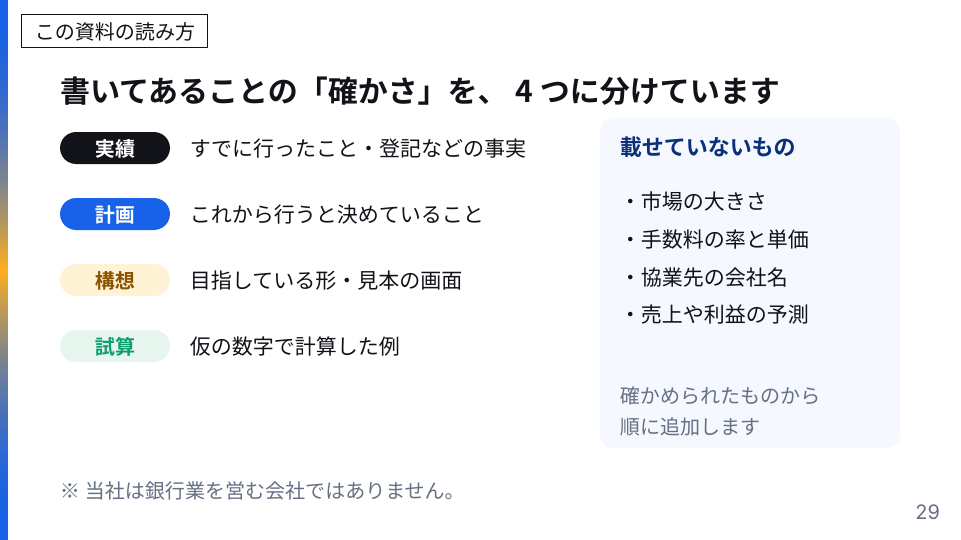 この資料の読み方
書いてあることの「確かさ」を、4つに分けています
実績 すでに行ったこと・登記などの事実
計画 これから行うと決めていること
構想 目指している形・見本の画面
試算 仮の数字で計算した例
載せていないもの
・市場の大きさ
・手数料の率と単価
・協業先の会社名
・売上や利益の予測
確かめられたものから
順に追加します
※ 当社は銀行業を営む会社ではありません。
29